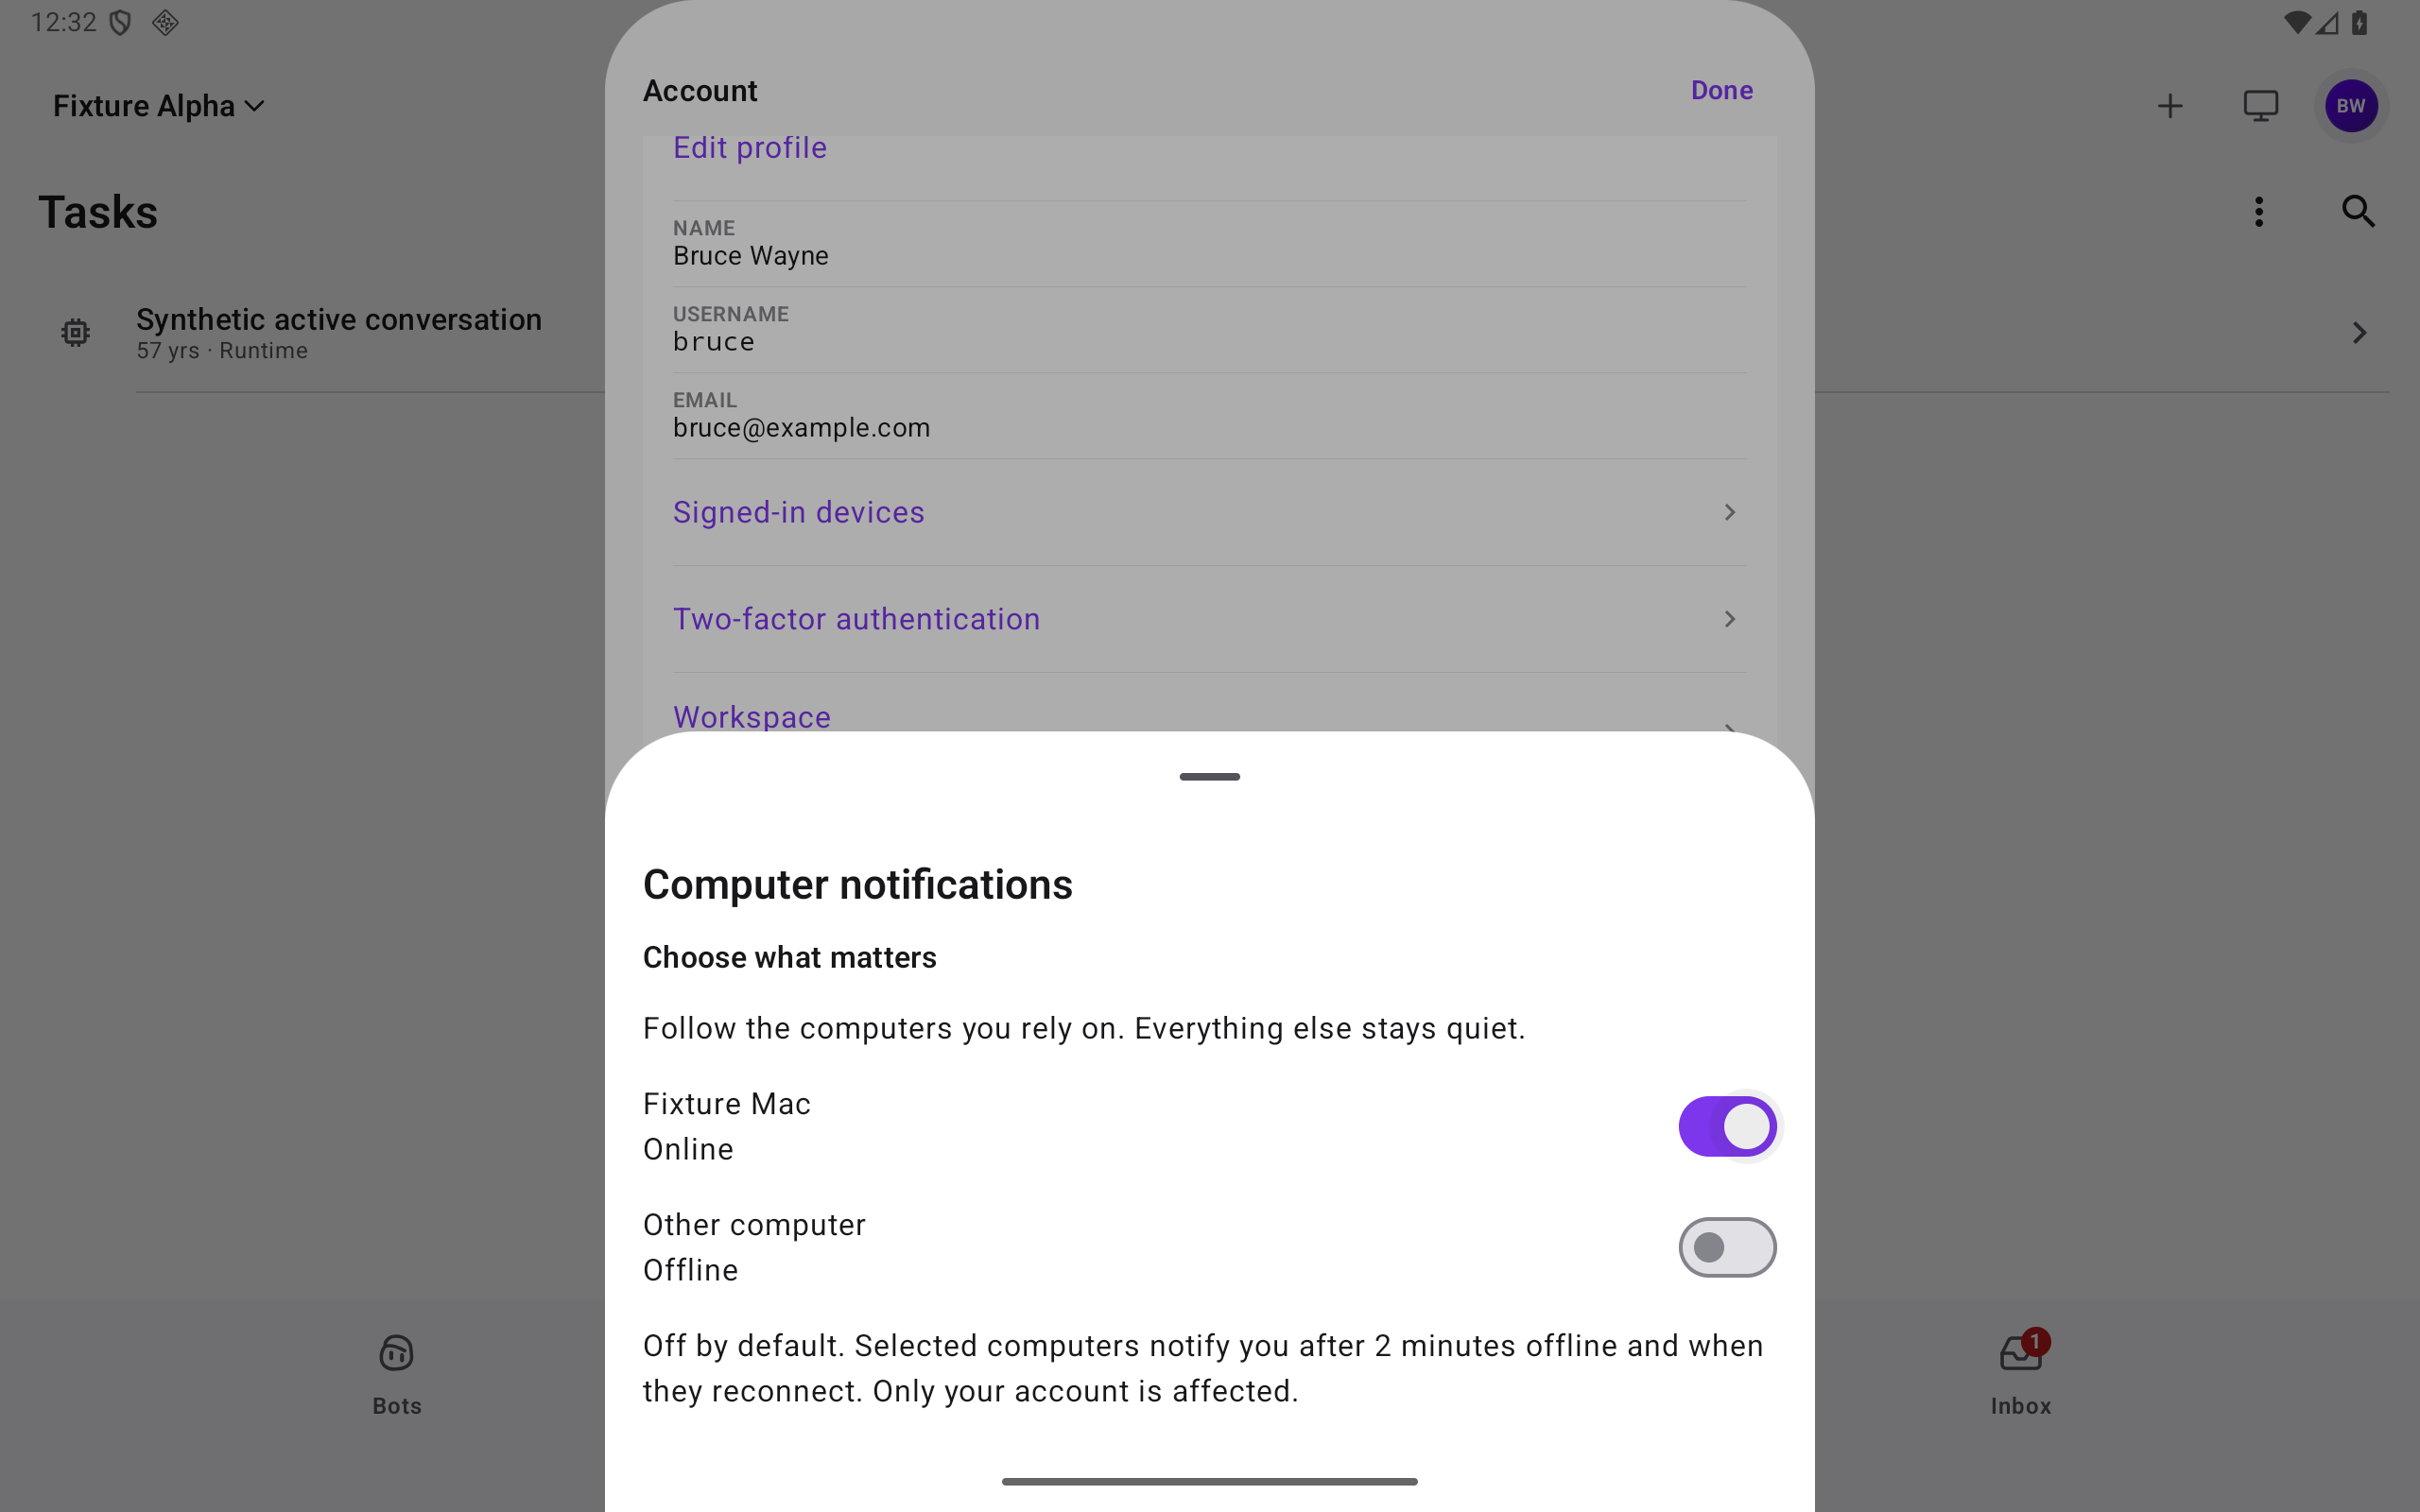 12:32
Fixture Alpha
BW
Tasks
Synthetic active conversation
57 yrs · Runtime
Account
Done
Edit profile
NAME
Bruce Wayne
USERNAME
bruce
EMAIL
bruce@example.com
Signed-in devices
Two-factor authentication
Workspace
Computer notifications
Choose what matters
Follow the computers you rely on. Everything else stays quiet.
Fixture Mac
Online
Other computer
Offline
Off by default. Selected computers notify you after 2 minutes offline and when
they reconnect. Only your account is affected.
Bots
1
Inbox